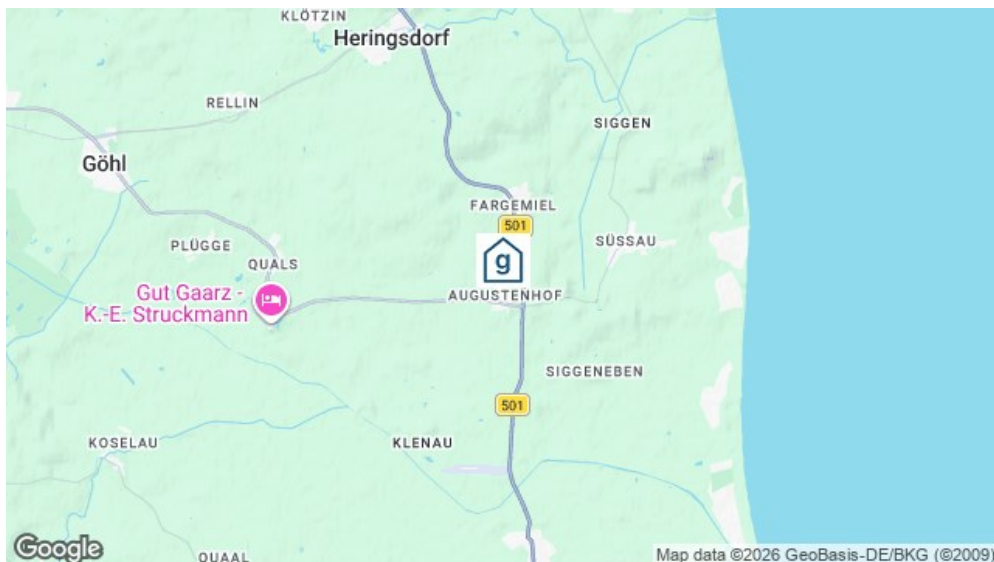 KLÖTZIN
Heringsdorf
RELLIN
SIGGEN
Göhl
FARGEMIEL
501
PLÜGGE
SÜSSAU
QUALS
g
Gut Gaarz -
K.-E. Struckmann
AUGUSTENHOF
SIGGENEBEN
501
KOSELAU
KLENAU
Google
QUAAL
Map data ©2026 GeoBasis-DE/BKG (©2009)